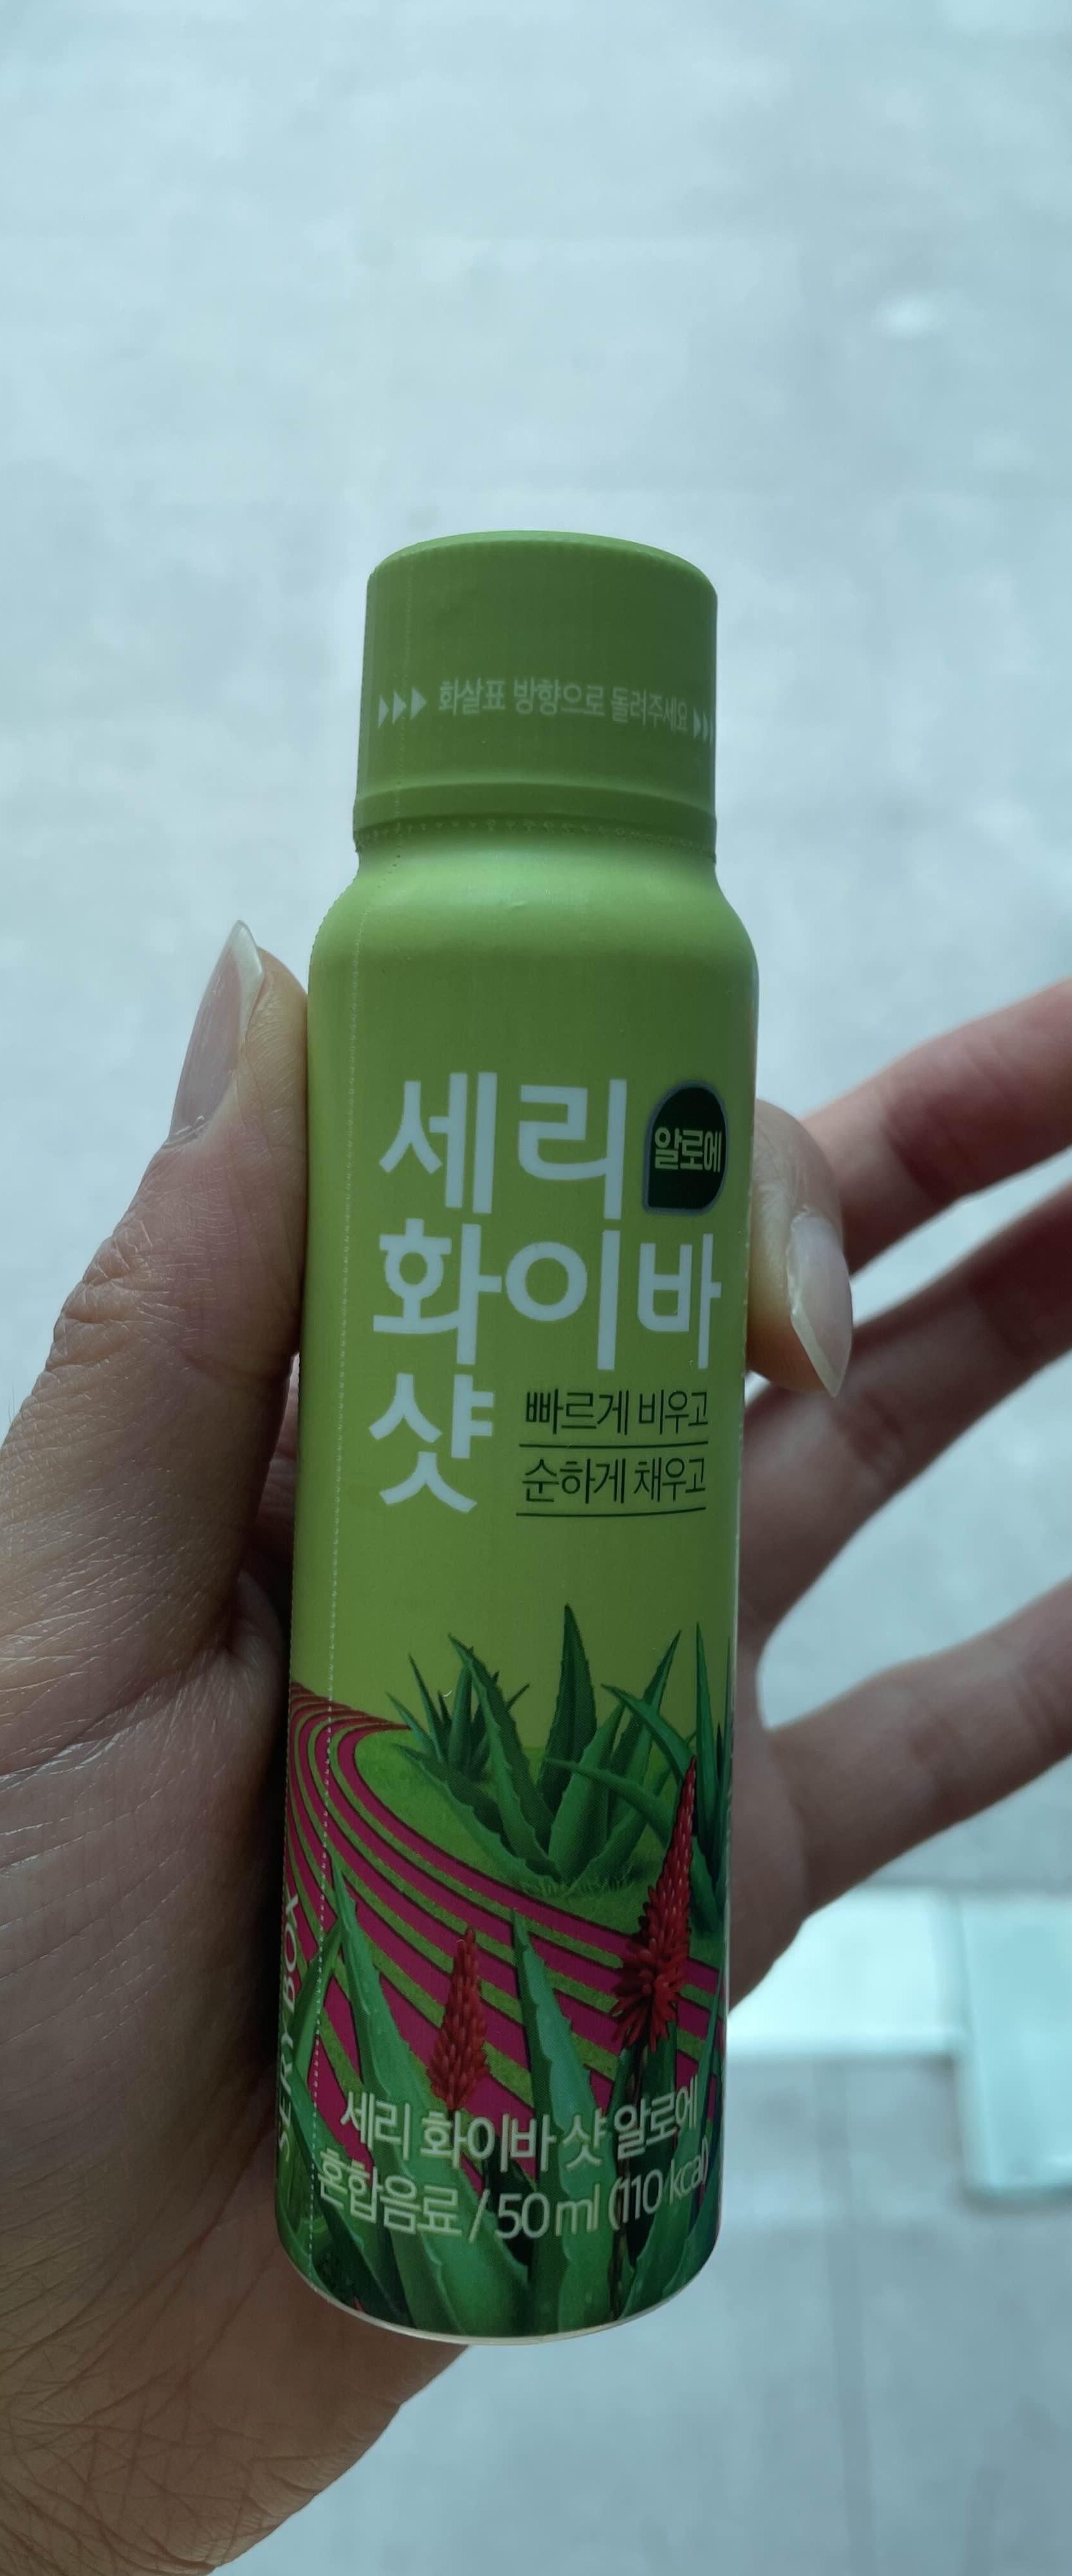 화살표 방향으로 돌려주세요
세리
알로에
화이바
샷
빠르게 비우고
순하게 채우고
SERY BOX
세리 화이바 샷 알로에
혼합음료 / 50ml (110 kcal)